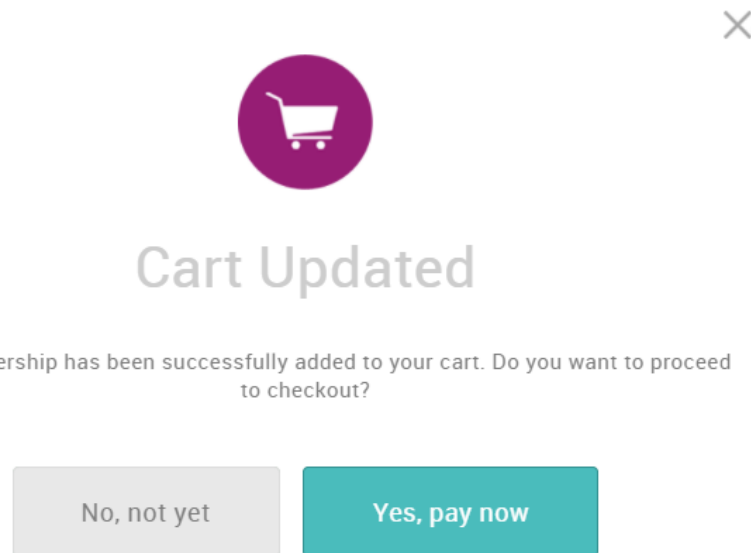 Cart Updated
ership has been successfully added to your cart. Do you want to proceed
to checkout?
No, not yet
Yes, pay now